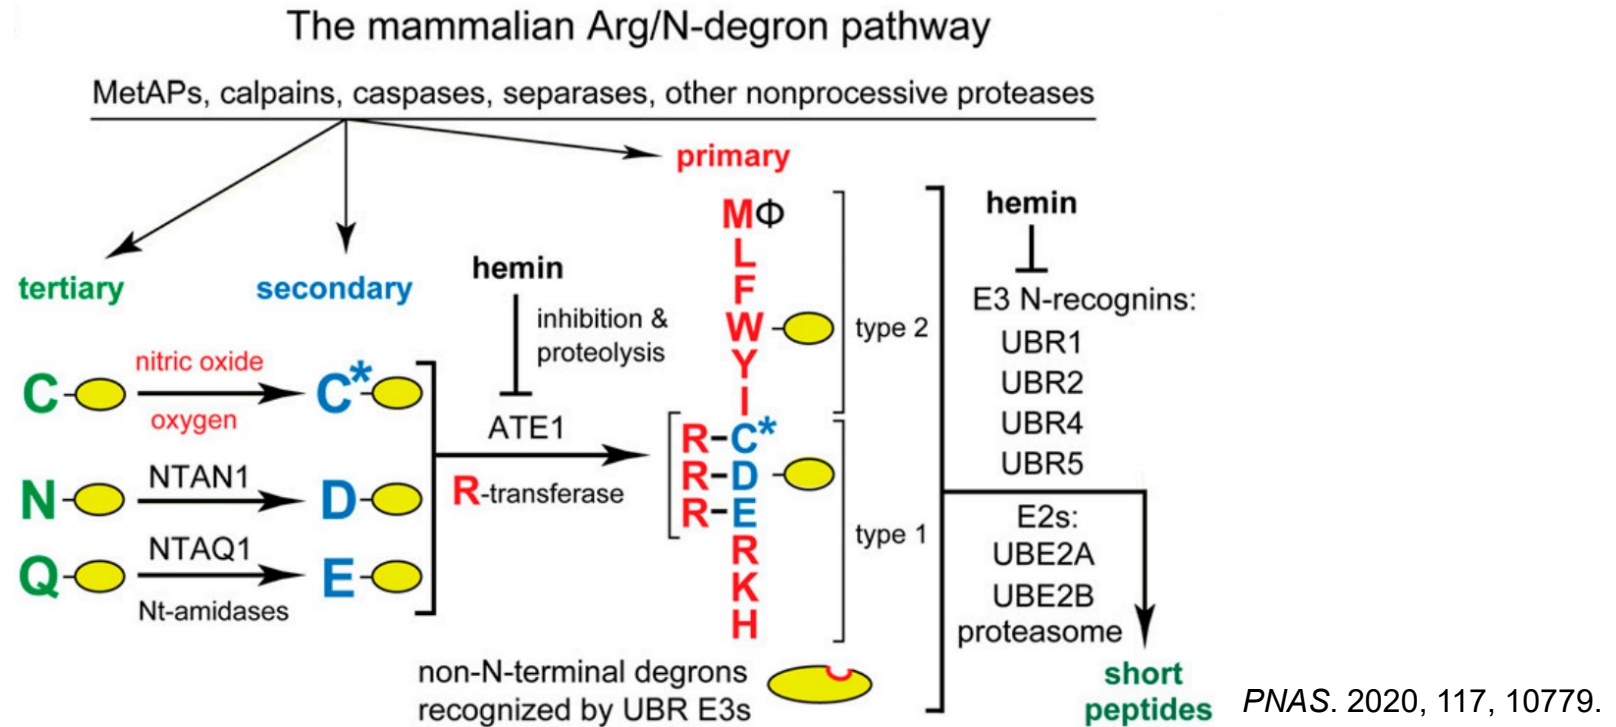 The mammalian Arg/N-degron pathway
MetAPs, calpains, caspases, separases, other nonprocessive proteases
primary
tertiary
secondary
C
nitric oxide
oxygen
C*
N
NTAN1
D
Q
NTAQ1
Nt-amidases
E
hemin
inhibition &
proteolysis
ATE1
R-transferase
MΦ
L
F
W
Y
I
type 2
R-C*
R-D
R-E
R
K
H
type 1
non-N-terminal degrons
recognized by UBR E3s
hemin
E3 N-recognins:
UBR1
UBR2
UBR4
UBR5
E2s:
UBE2A
UBE2B
proteasome
short
peptides
PNAS. 2020, 117, 10779.